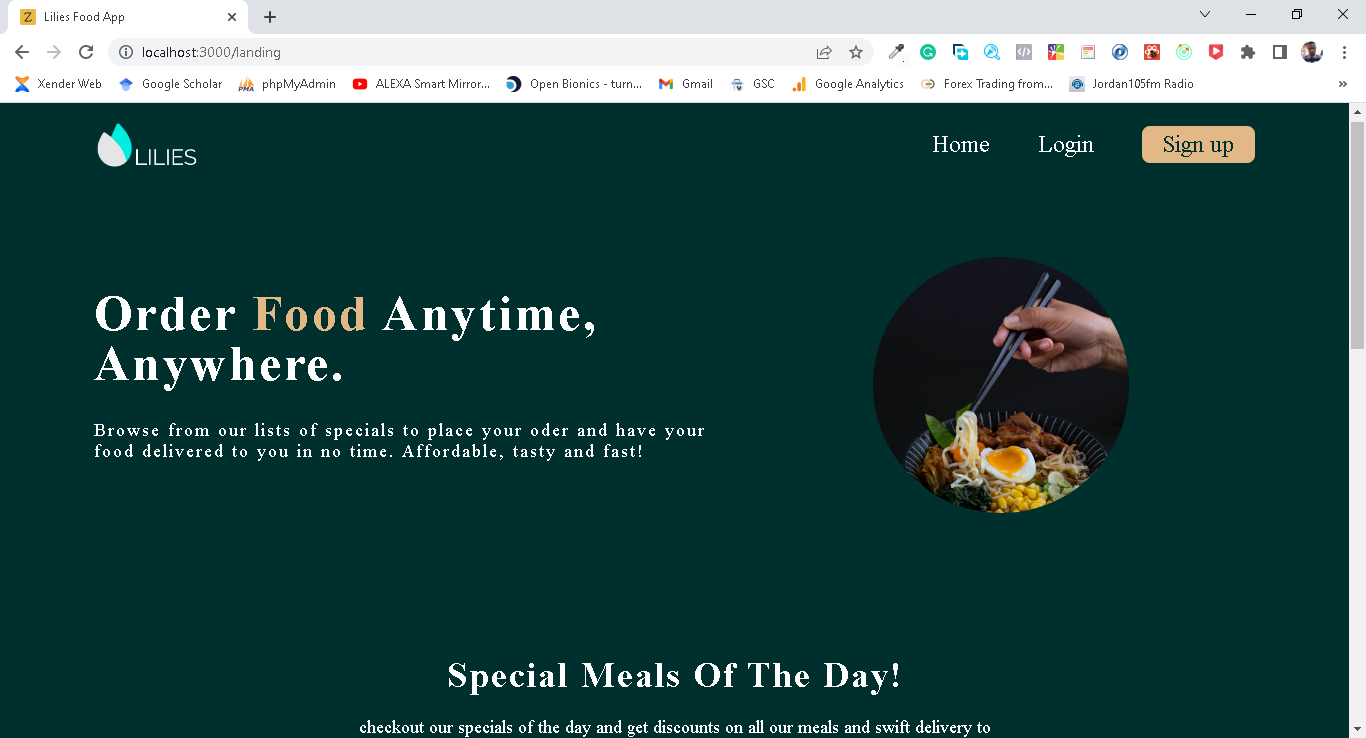 Lilies Food App
localhost:3000/landing
Xender Web Google Scholar phpMyAdmin ALEXA Smart Mirror... Open Bionics - turn... Gmail GSC Google Analytics Forex Trading from... Jordan105fm Radio »
LILIES Home Login Sign up
Order Food Anytime,
Anywhere.
Browse from our lists of specials to place your oder and have your
food delivered to you in no time. Affordable, tasty and fast!
Special Meals Of The Day!
checkout our specials of the day and get discounts on all our meals and swift delivery to